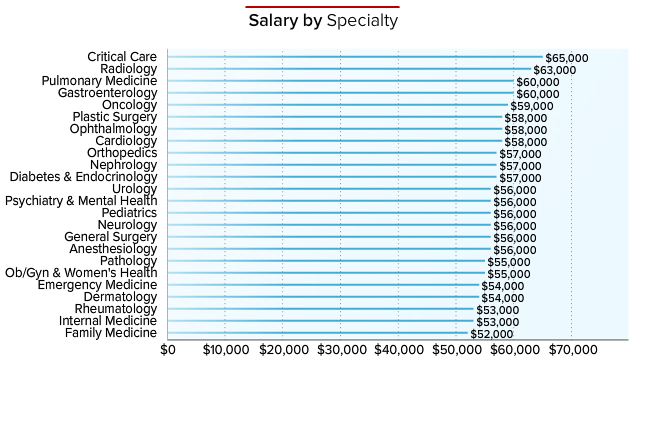 Salary by Specialty
Critical Care $65,000
Radiology $63,000
Pulmonary Medicine $60,000
Gastroenterology $60,000
Oncology $59,000
Plastic Surgery $58,000
Ophthalmology $58,000
Cardiology $58,000
Orthopedics $57,000
Nephrology $57,000
Diabetes & Endocrinology $57,000
Urology $56,000
Psychiatry & Mental Health $56,000
Pediatrics $56,000
Neurology $56,000
General Surgery $56,000
Anesthesiology $56,000
Pathology $55,000
Ob/Gyn & Women's Health $55,000
Emergency Medicine $54,000
Dermatology $54,000
Rheumatology $53,000
Internal Medicine $53,000
Family Medicine $52,000
$0 $10,000 $20,000 $30,000 $40,000 $50,000 $60,000 $70,000